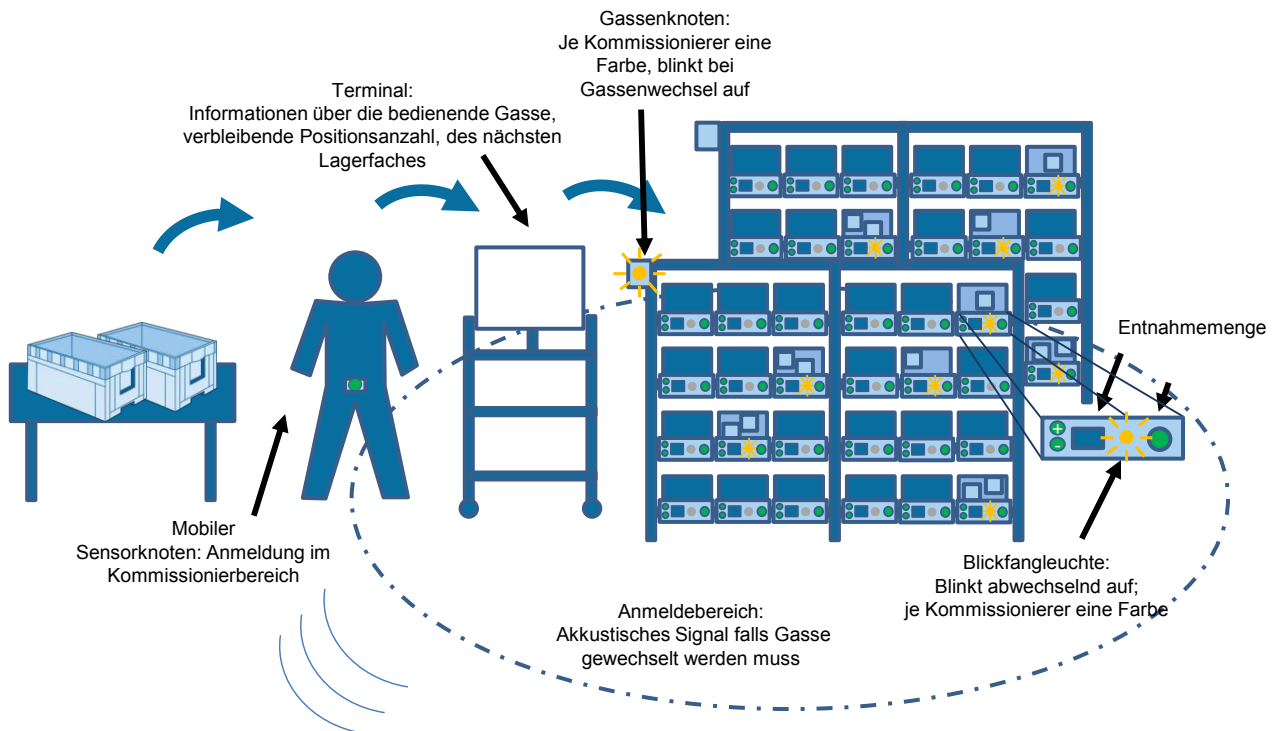 Gassenknoten:
Je Kommissionierer eine
Farbe, blinkt bei
Gassenwechsel auf
Terminal:
Informationen über die bedienende Gasse,
verbleibende Positionsanzahl, des nächsten
Lagerfaches
Entnahmemenge
+
-
Mobiler
Sensorknoten: Anmeldung im
Kommissionierbereich
Blickfangleuchte:
Blinkt abwechselnd auf;
je Kommissionierer eine Farbe
Anmeldebereich:
Akkustisches Signal falls Gasse
gewechselt werden muss